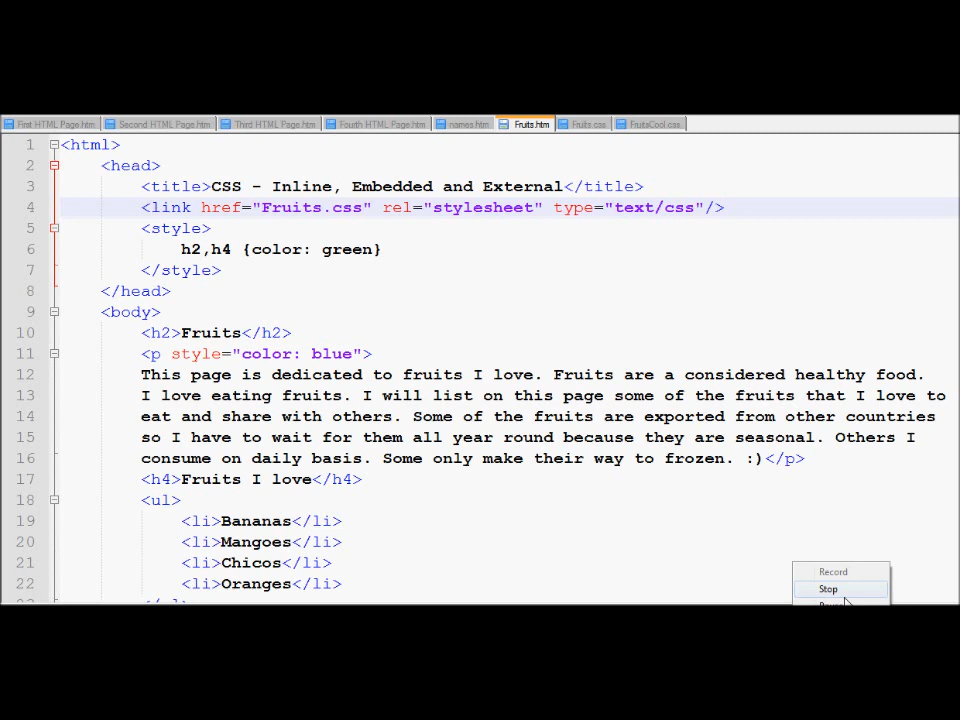 First HTML Page.htm Second HTML Page.htm Third HTML Page.htm Fourth HTML Page.htm names.htm Fruits.htm Fruits.css FruitsCool.css
1 <html>
2 <head>
3 <title>CSS - Inline, Embedded and External</title>
4 <link href="Fruits.css" rel="stylesheet" type="text/css"/>
5 <style>
6 h2,h4 {color: green}
7 </style>
8 </head>
9 <body>
10 <h2>Fruits</h2>
11 <p style="color: blue">
12 This page is dedicated to fruits I love. Fruits are a considered healthy food.
13 I love eating fruits. I will list on this page some of the fruits that I love to
14 eat and share with others. Some of the fruits are exported from other countries
15 so I have to wait for them all year round because they are seasonal. Others I
16 consume on daily basis. Some only make their way to frozen. :)</p>
17 <h4>Fruits I love</h4>
18 <ul>
19 <li>Bananas</li>
20 <li>Mangoes</li>
21 <li>Chicos</li>
22 <li>Oranges</li>
Record
Stop